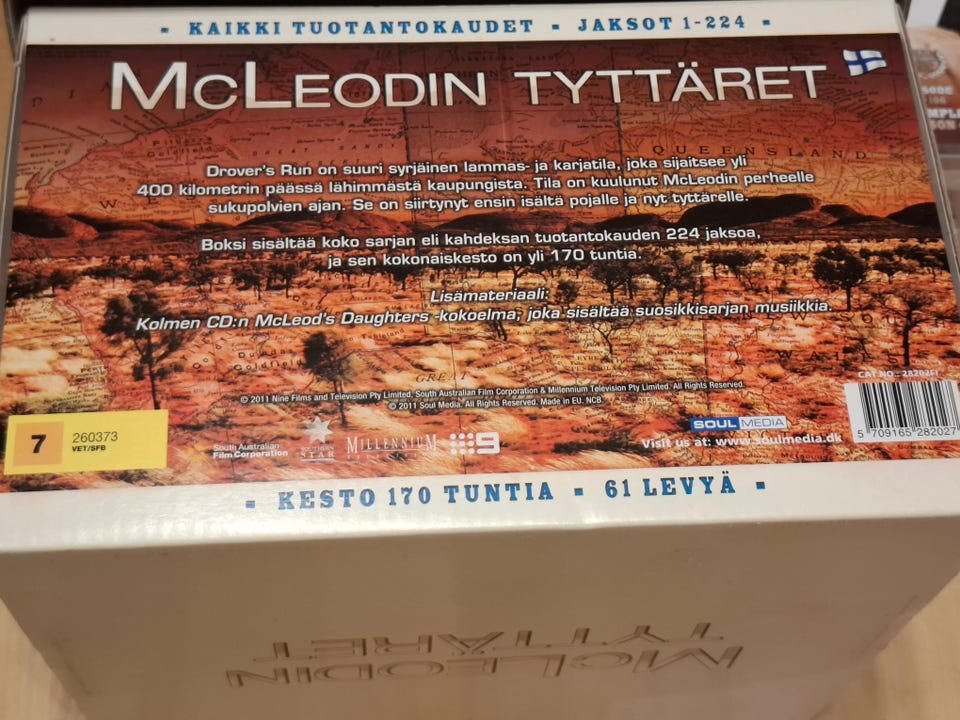 ▪ KAIKKI TUOTANTOKAUDET ▪ JAKSOT 1-224 ▪
McLEODIN TYTTÄRET
QUEENSLAND
Drover's Run on suuri syrjäinen lammas- ja karjatila, joka sijaitsee yli
400 kilometrin päässä lähimmästä kaupungista. Tila on kuulunut McLeodin perheelle
sukupolvien ajan. Se on siirtynyt ensin isältä pojalle ja nyt tyttärelle.
Boksi sisältää koko sarjan eli kahdeksan tuotantokauden 224 jaksoa,
ja sen kokonaiskesto on yli 170 tuntia.
Lisämateriaali:
Kolmen CD:n McLeod's Daughters -kokoelma, joka sisältää suosikkisarjan musiikkia.
GREAT
© 2011 Nine Films and Television Pty Limited, South Australian Film Corporation & Millennium Television Pty Limited. All Rights Reserved.
© 2011 Soul Media. All Rights Reserved. Made in EU. NCB
CAT NO.: 28202FI
7 260373
VET/SFB
South Australian
Film Corporation
SOUTHERN
STAR
MILLENNIUM
9
SOUL MEDIA
Visit us at: www.soulmedia.dk
5 709165 282027
▪ KESTO 170 TUNTIA ▪ 61 LEVYÄ ▪
McLEODIN
TYTTÄRET